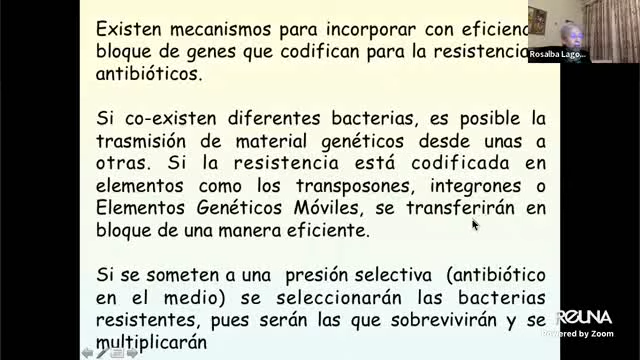 Existen mecanismos para incorporar con eficien
bloque de genes que codifican para la resistencia
antibióticos.
Si co-existen diferentes bacterias, es posible la
trasmisión de material genéticos desde unas a
otras. Si la resistencia está codificada en
elementos como los transposones, integrones o
Elementos Genéticos Móviles, se transferirán en
bloque de una manera eficiente.
Si se someten a una presión selectiva (antibiótico
en el medio) se seleccionarán las bacterias
resistentes, pues serán las que sobrevivirán y se
multiplicarán
Rosalba Lago...
REUNA
Powered by Zoom